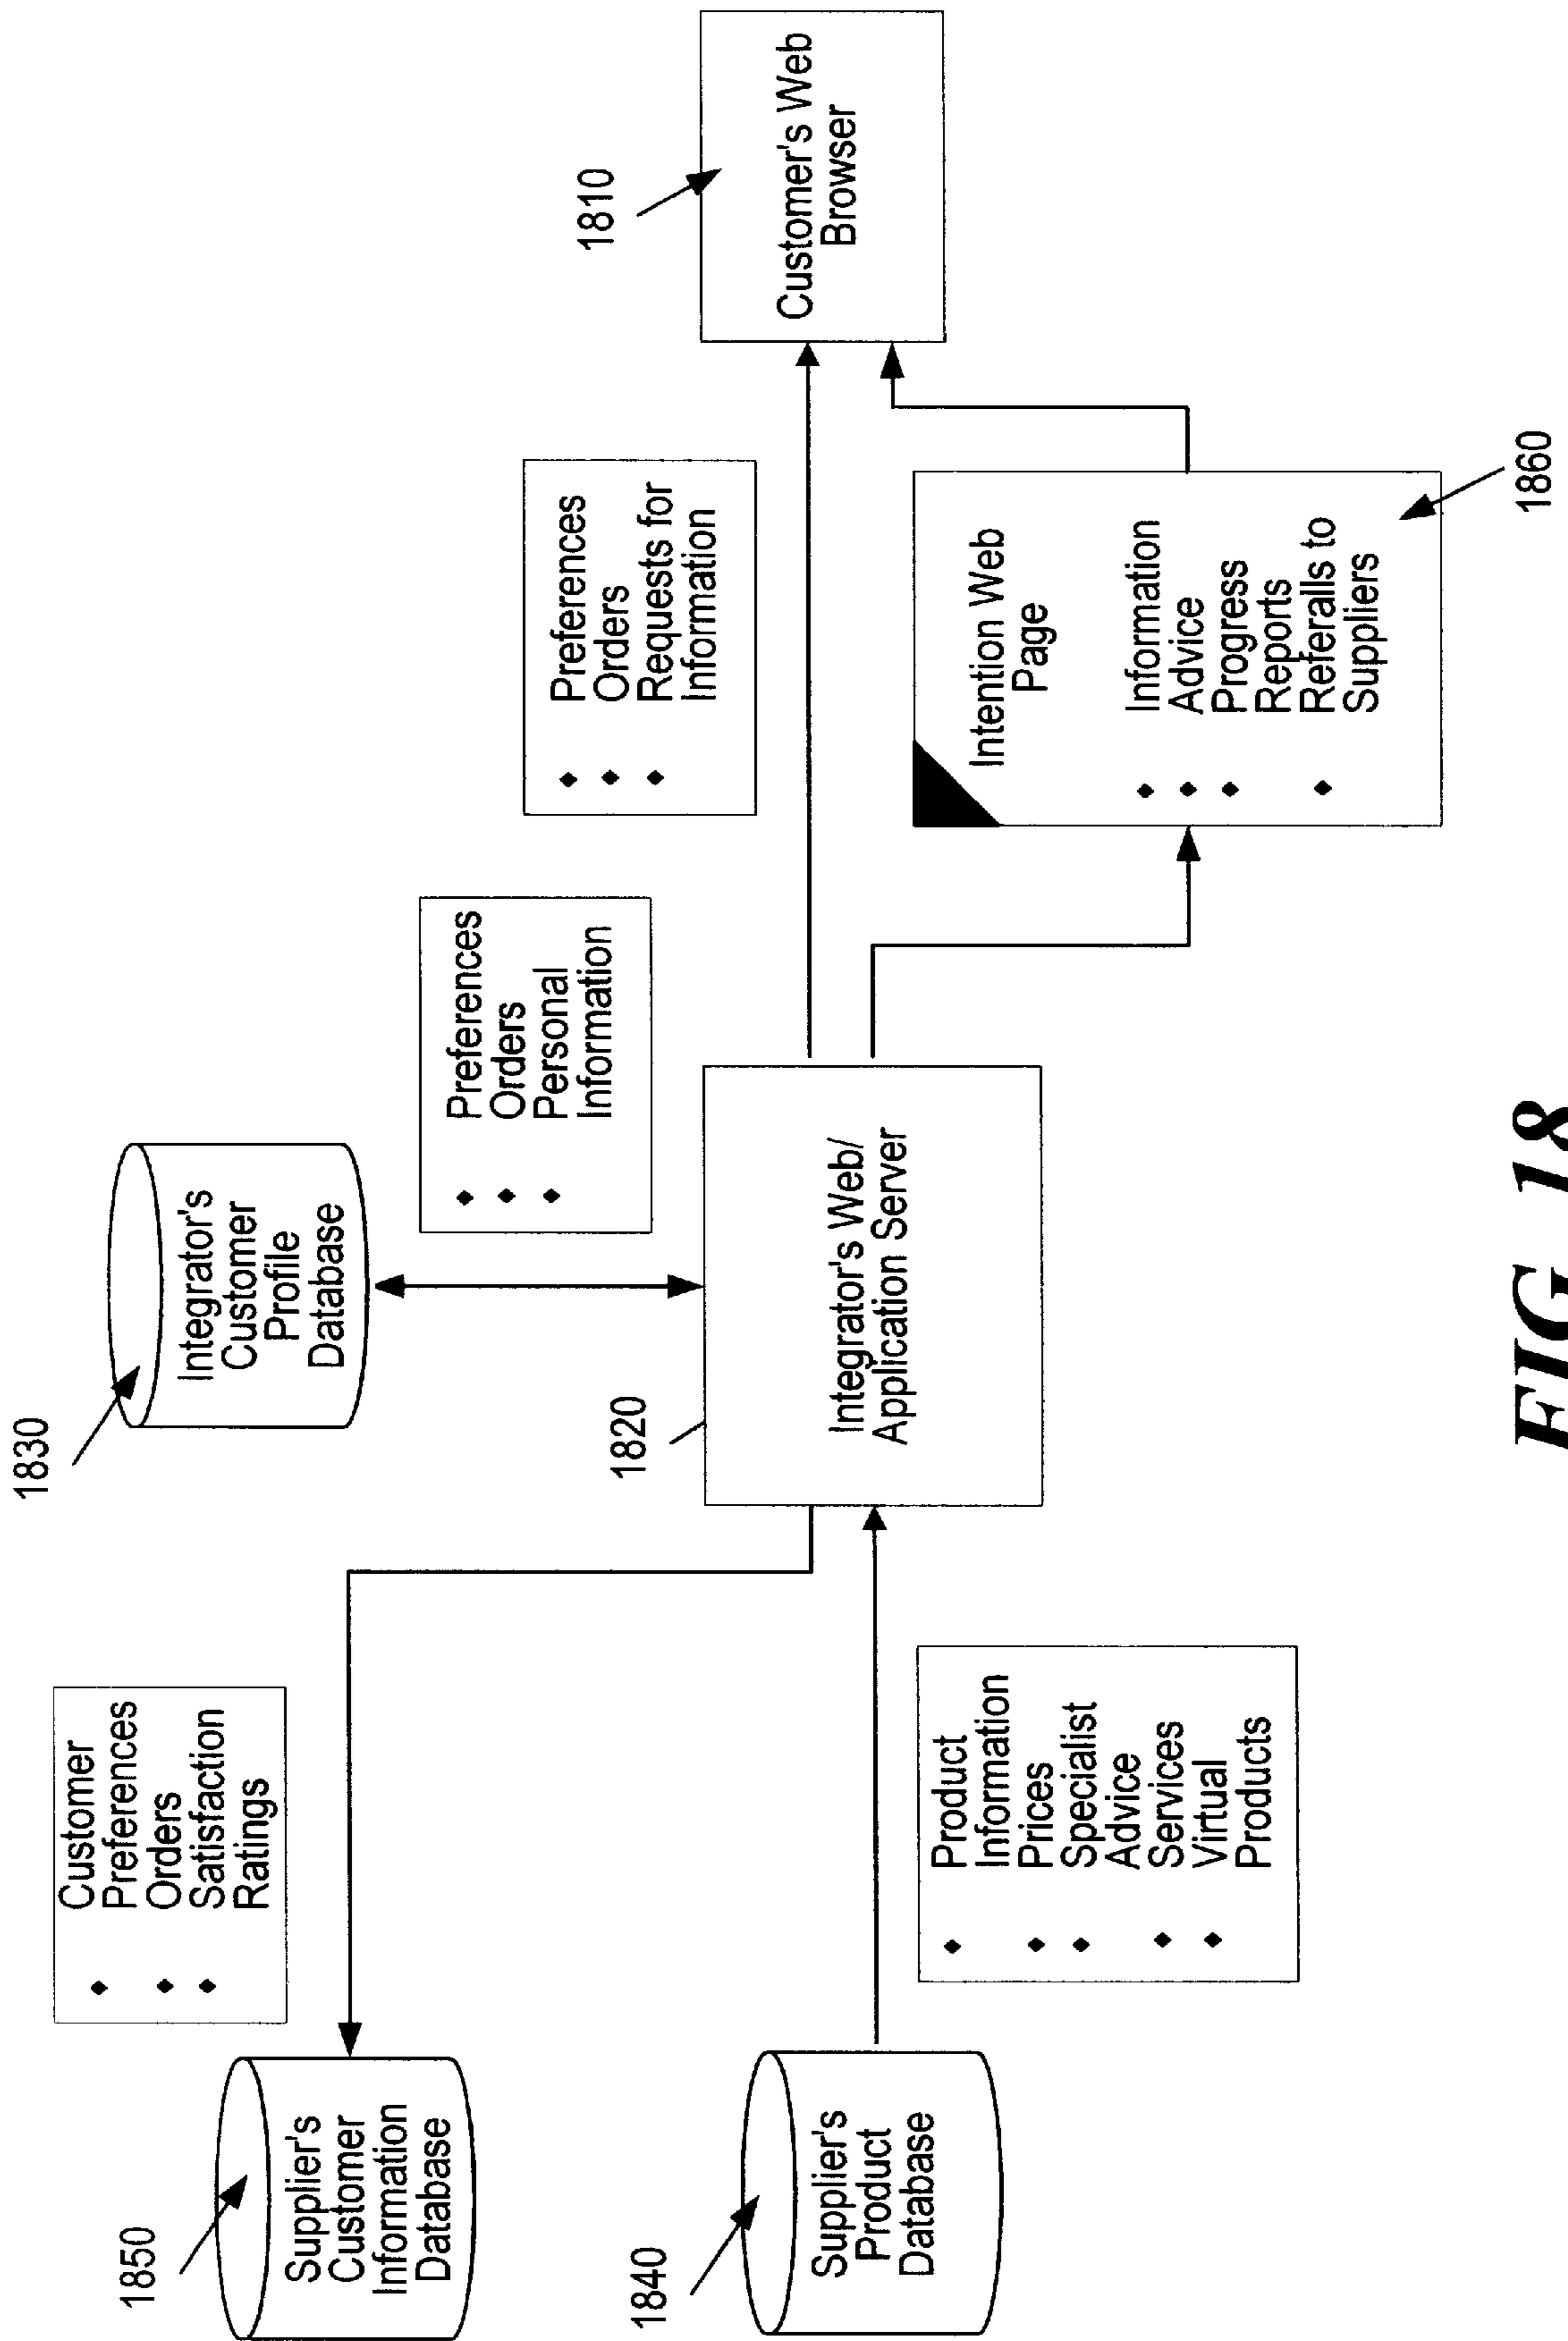 1850
Supplier's
Customer
Information
Database
♦ Customer
Preferences
♦ Orders
♦ Satisfaction
Ratings
1830
Integrator's
Customer
Profile
Database
♦ Preferences
♦ Orders
♦ Personal
Information
♦ Preferences
♦ Orders
♦ Requests for
Information
1810
Customer's Web
Browser
1820
Integrator's Web/
Application Server
1840
Supplier's
Product
Database
♦ Product
Information
♦ Prices
♦ Specialist
Advice
♦ Services
♦ Virtual
Products
Intention Web
Page
♦ Information
♦ Advice
♦ Progress
Reports
♦ Referalls to
Suppliers
1860
FIG. 18